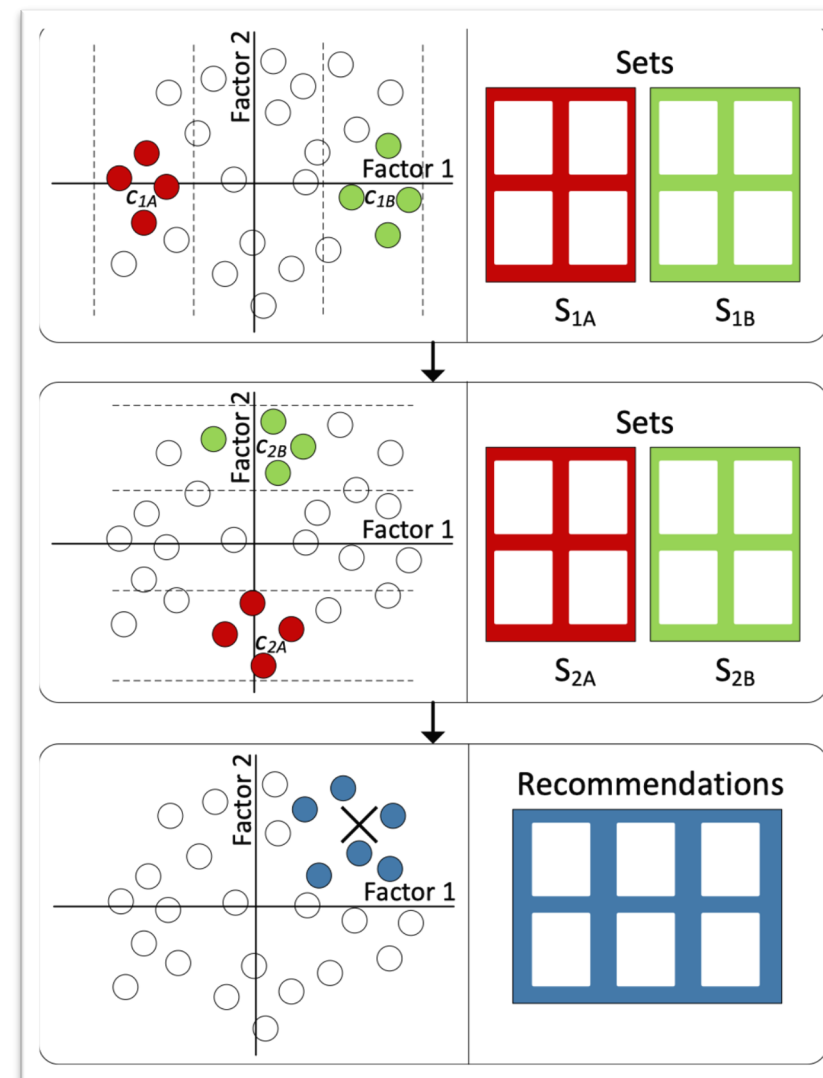 Factor 2
Factor 1
C1A
C1B
Sets
S1A
S1B
Factor 2
C2B
Factor 1
C2A
Sets
S2A
S2B
Factor 2
Factor 1
Recommendations